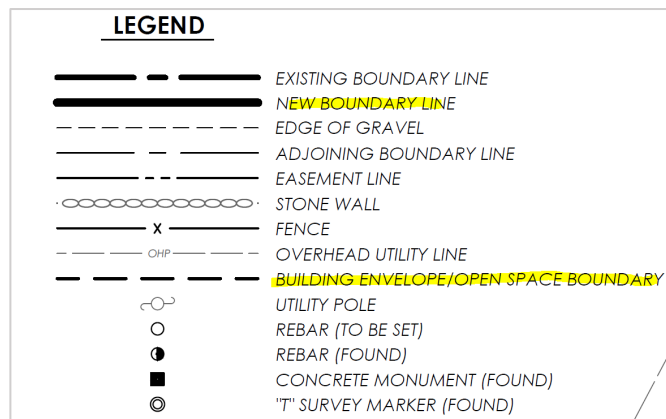 LEGEND
EXISTING BOUNDARY LINE
NEW BOUNDARY LINE
EDGE OF GRAVEL
ADJOINING BOUNDARY LINE
EASEMENT LINE
STONE WALL
X FENCE
OHP OVERHEAD UTILITY LINE
BUILDING ENVELOPE/OPEN SPACE BOUNDARY
UTILITY POLE
REBAR (TO BE SET)
REBAR (FOUND)
CONCRETE MONUMENT (FOUND)
"T" SURVEY MARKER (FOUND)